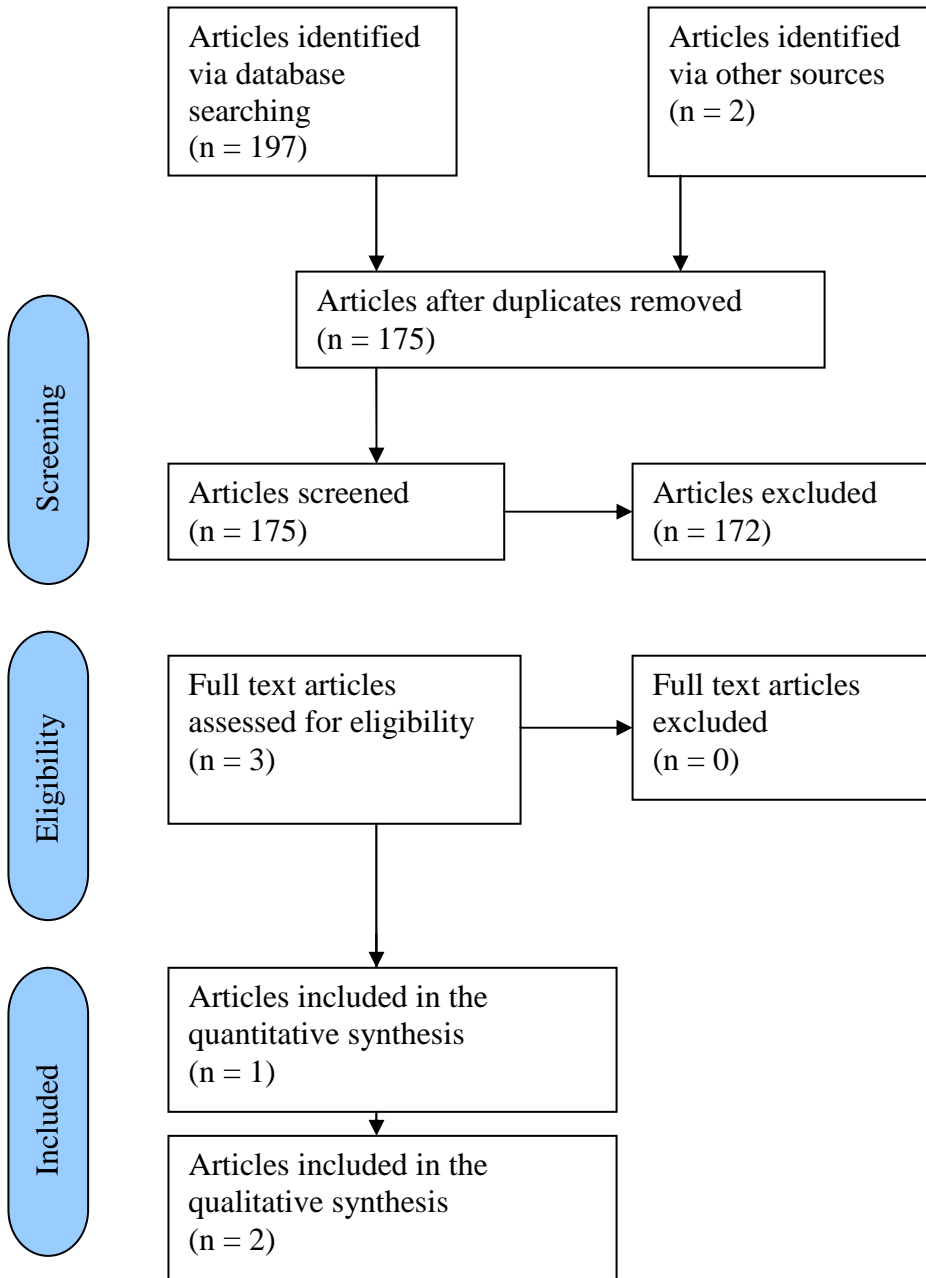 Articles identified
via database
searching
(n = 197)
Articles identified
via other sources
(n = 2)
Articles after duplicates removed
(n = 175)
Screening
Articles screened
(n = 175)
Articles excluded
(n = 172)
Eligibility
Full text articles
assessed for eligibility
(n = 3)
Full text articles
excluded
(n = 0)
Included
Articles included in the
quantitative synthesis
(n = 1)
Articles included in the
qualitative synthesis
(n = 2)